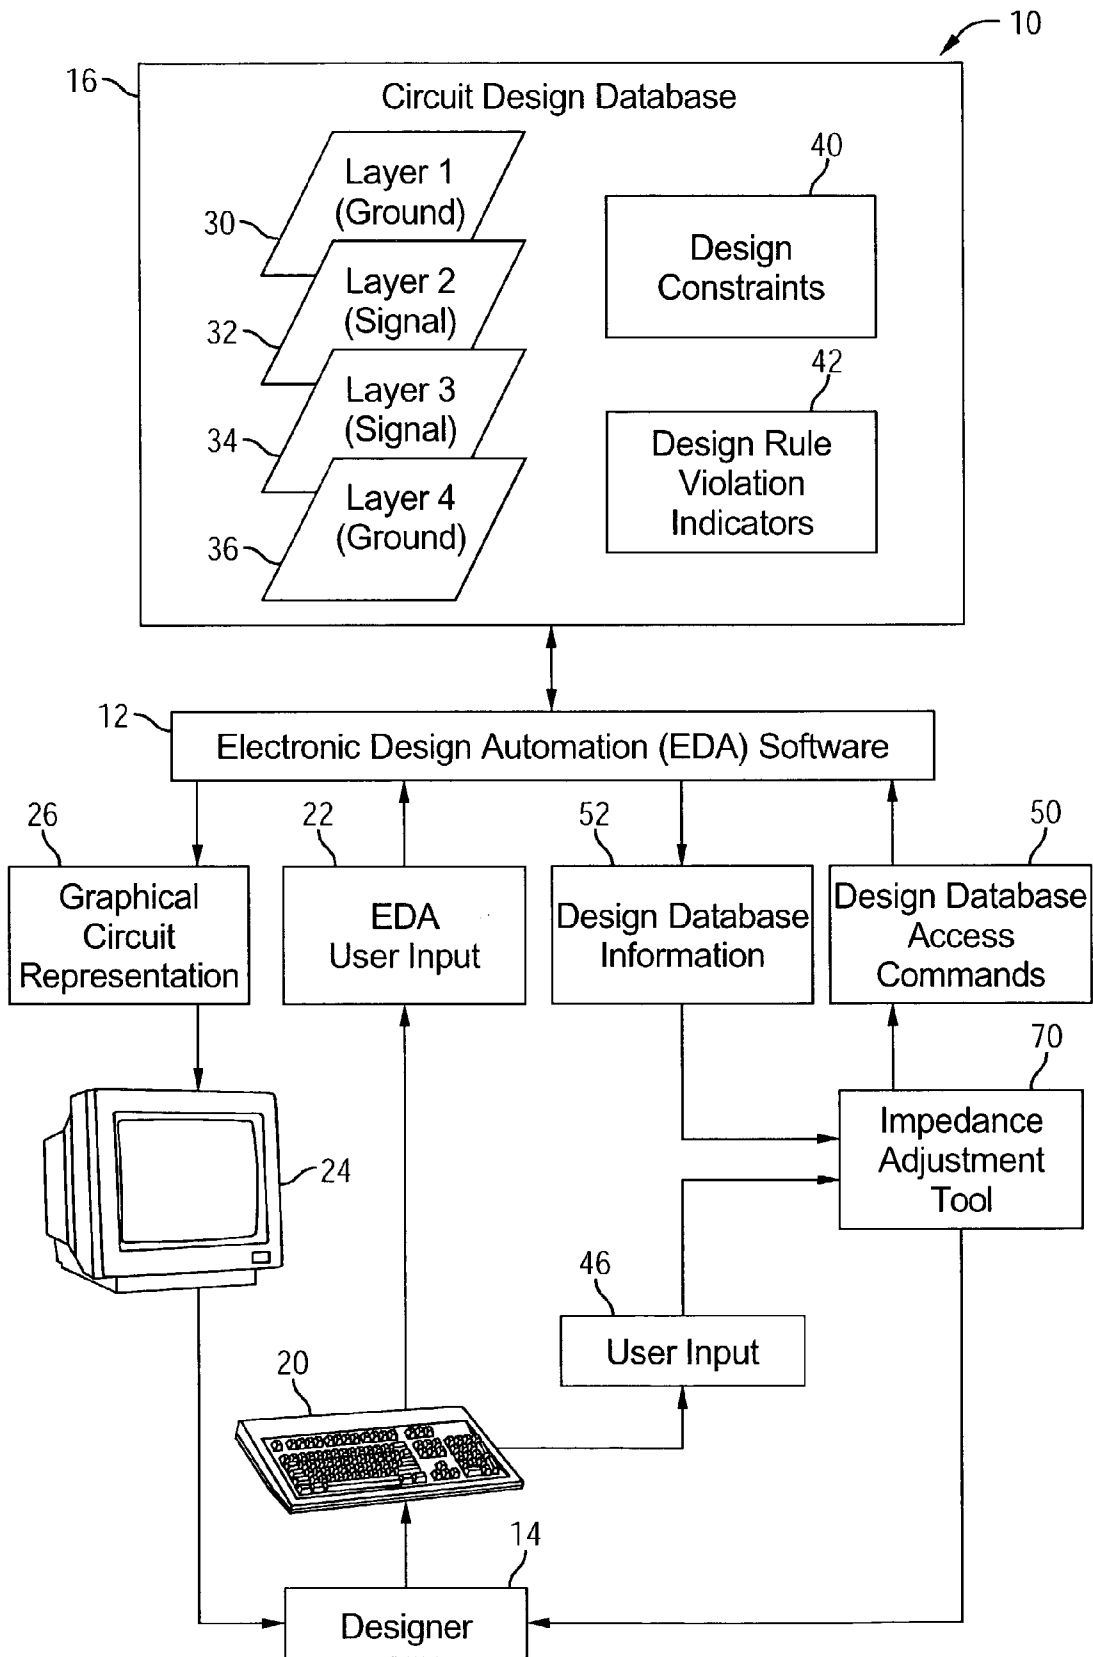 10
16
Circuit Design Database
Layer 1
(Ground)
30
Layer 2
(Signal)
32
Layer 3
(Signal)
34
Layer 4
(Ground)
36
40
Design
Constraints
42
Design Rule
Violation
Indicators
12
Electronic Design Automation (EDA) Software
26
Graphical
Circuit
Representation
22
EDA
User Input
52
Design Database
Information
50
Design Database
Access
Commands
70
Impedance
Adjustment
Tool
24
46
User Input
20
14
Designer